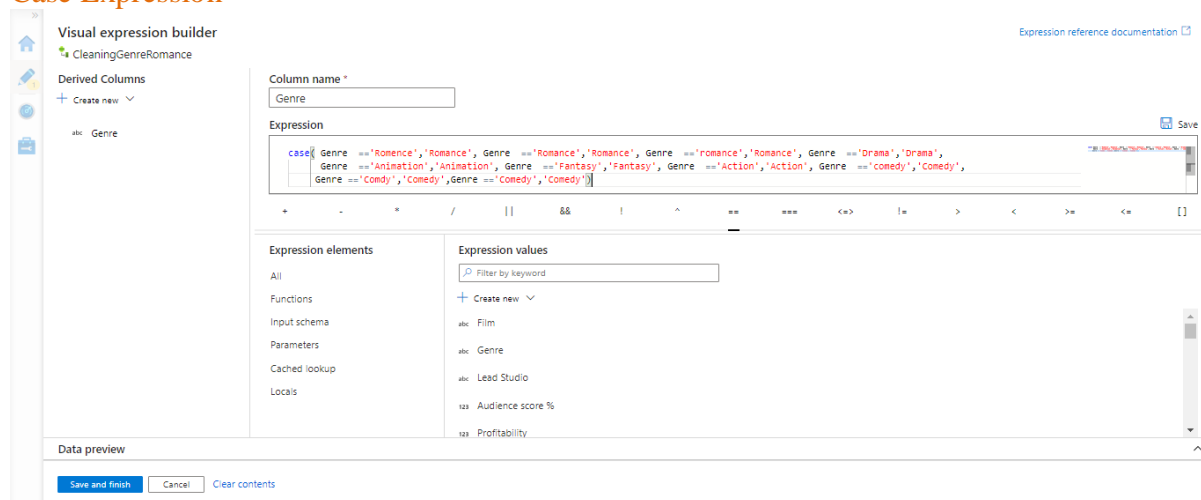 Case Expression
Visual expression builder
Expression reference documentation
CleaningGenreRomance
Derived Columns
Create new
abc Genre
Column name *
Genre
Expression
Save
case( Genre =='Romence','Romance', Genre =='Romance','Romance', Genre =='romance','Romance', Genre =='Drama','Drama',
Genre =='Animation','Animation', Genre =='Fantasy','Fantasy', Genre =='Action','Action', Genre =='comedy','Comedy',
Genre =='Comdy','Comedy',Genre =='Comedy','Comedy')
+ - * / || && ! ^ == === <=> != > < >= <= []
Expression elements
All
Functions
Input schema
Parameters
Cached lookup
Locals
Expression values
Filter by keyword
Create new
abc Film
abc Genre
abc Lead Studio
123 Audience score %
123 Profitability
Data preview
Save and finish
Cancel
Clear contents